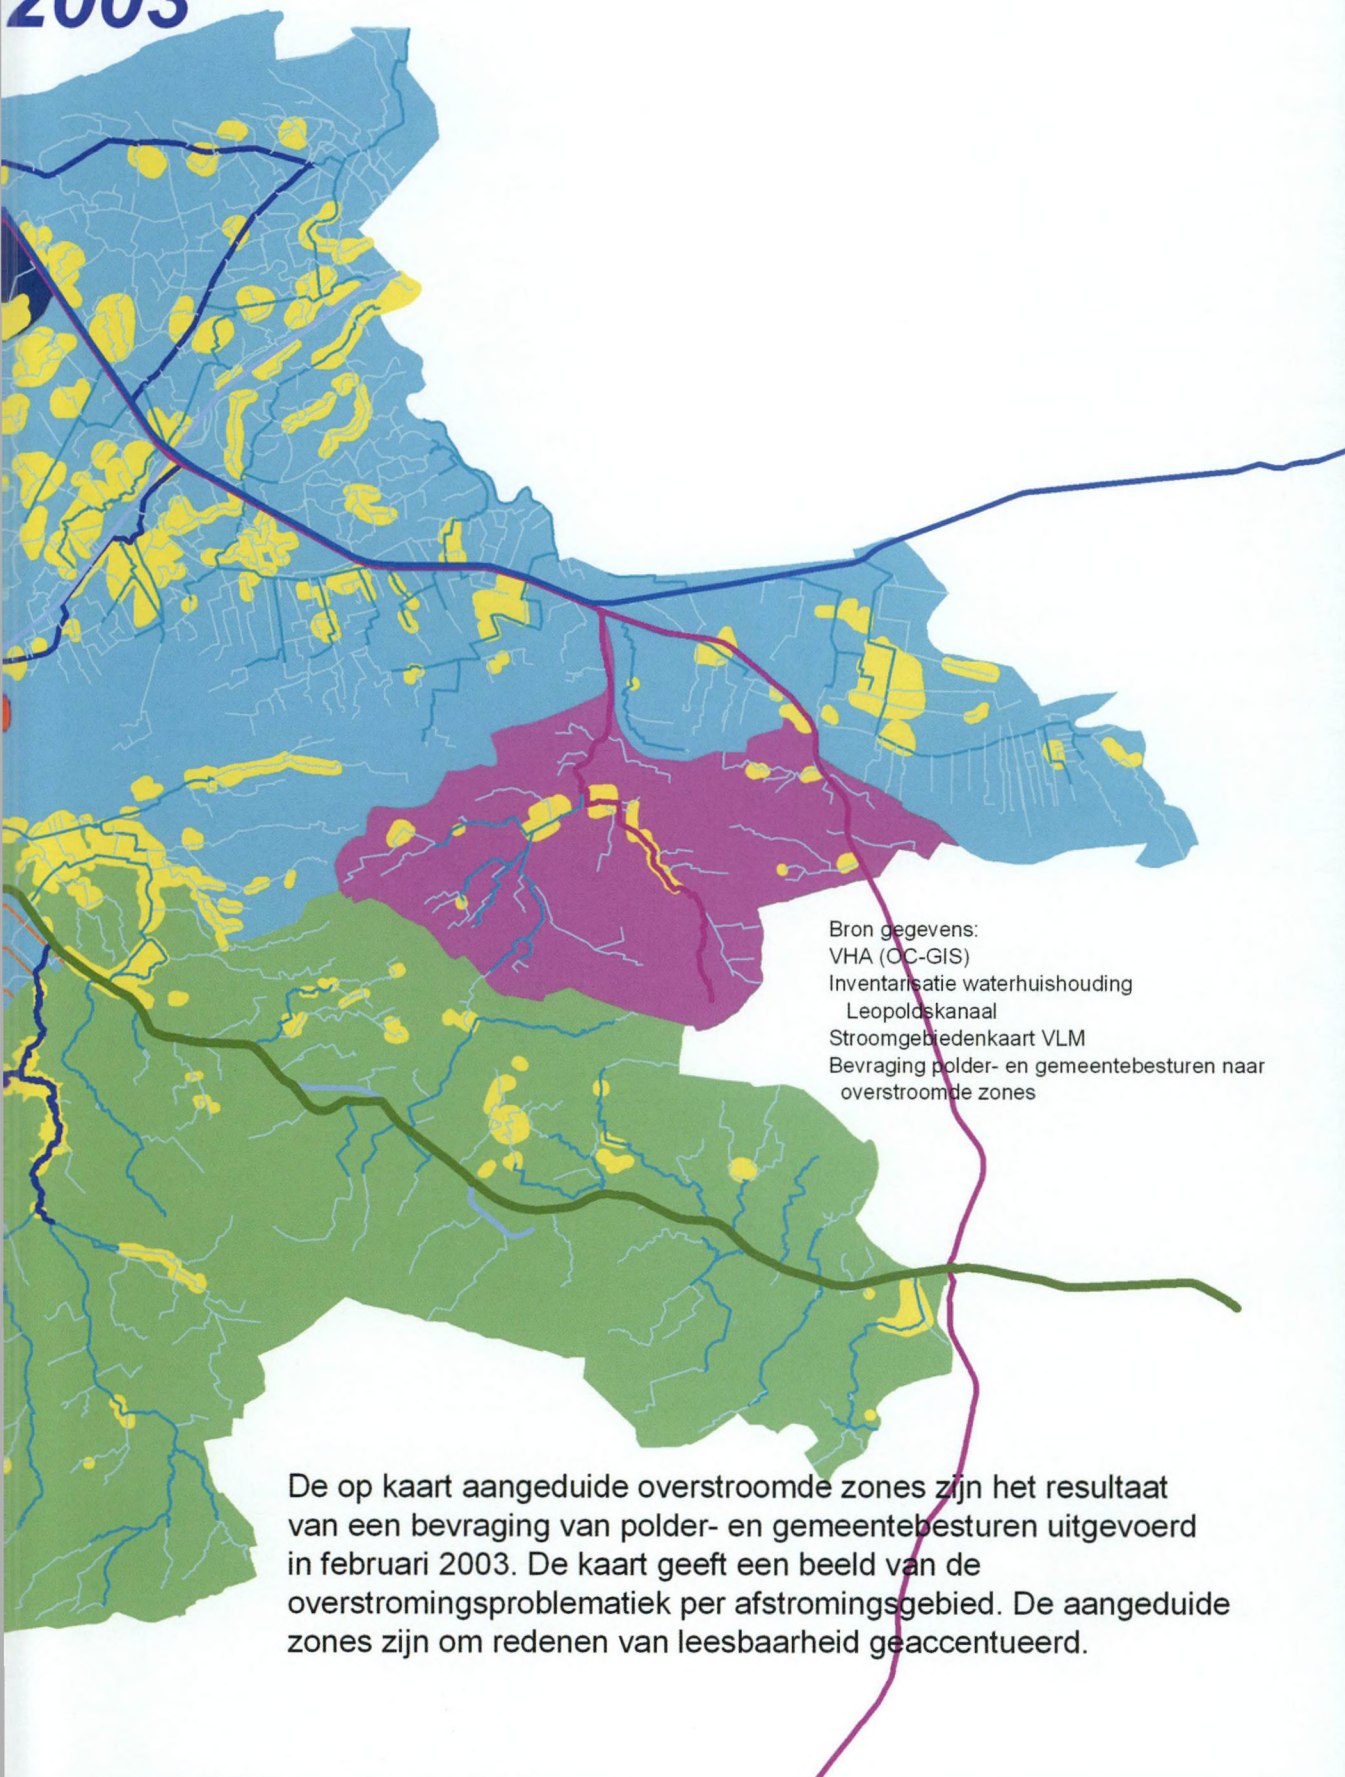 2003
Bron gegevens:
VHA (OC-GIS)
Inventarisatie waterhuishouding
Leopoldskanaal
Stroomgebiedenkaart VLM
Bevraging polder- en gemeentebesturen naar
overstroomde zones
De op kaart aangeduide overstroomde zones zijn het resultaat
van een bevraging van polder- en gemeentebesturen uitgevoerd
in februari 2003. De kaart geeft een beeld van de
overstromingsproblematiek per afstromingsgebied. De aangeduide
zones zijn om redenen van leesbaarheid geaccentueerd.